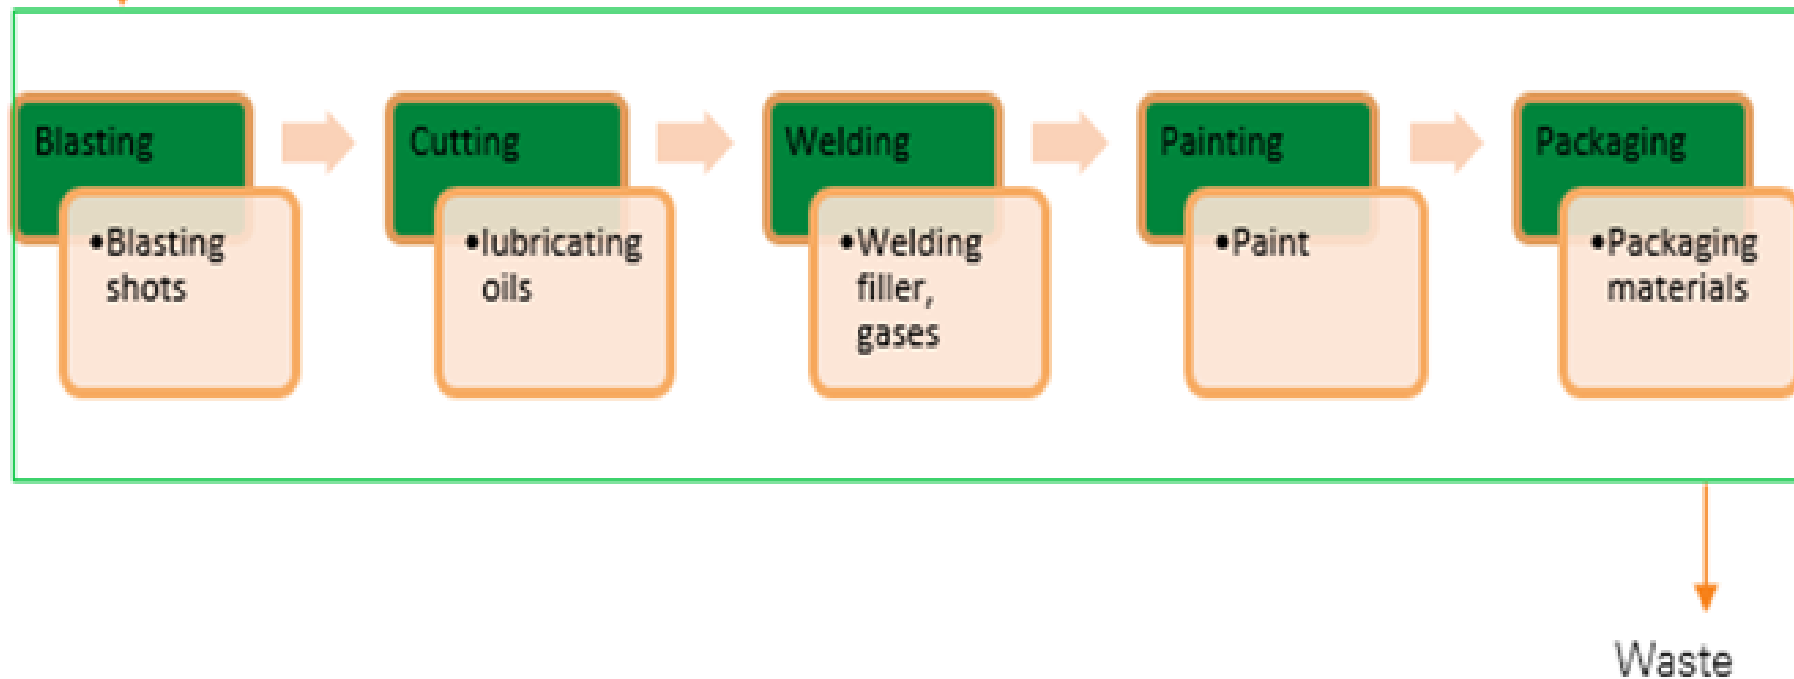 Blasting
•Blasting
shots
Cutting
•lubricating
oils
Welding
•Welding
filler,
gases
Painting
•Paint
Packaging
•Packaging
materials
Waste